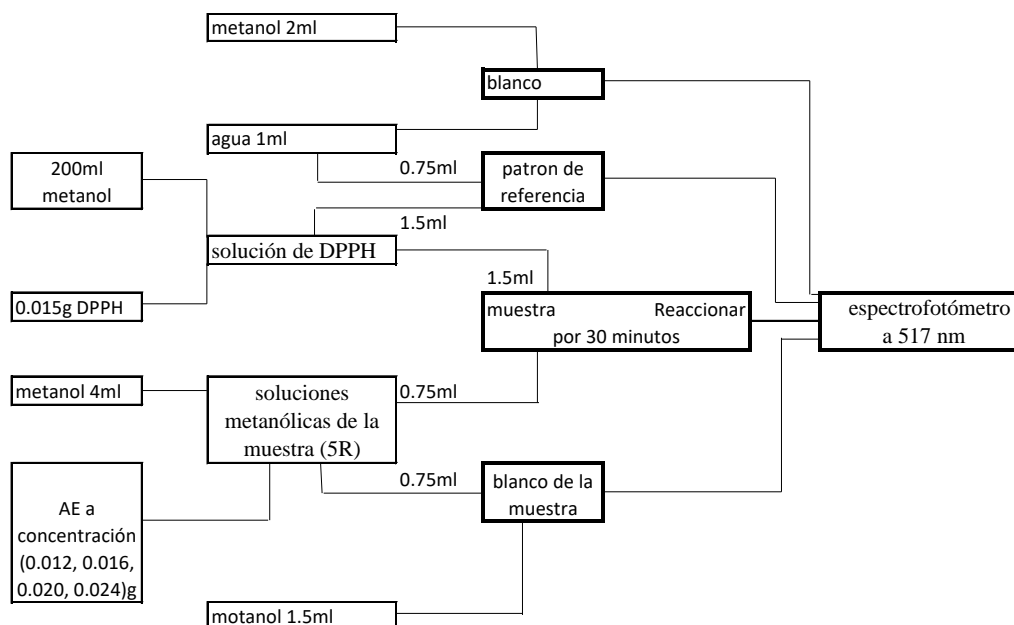 metanol 2ml
blanco
agua 1ml
200ml
metanol
0.75ml
patron de
referencia
1.5ml
solución de DPPH
1.5ml
0.015g DPPH
muestra Reaccionar
por 30 minutos
espectrofotómetro
a 517 nm
metanol 4ml
soluciones
metanólicas de la
muestra (5R)
0.75ml
AE a
concentración
(0.012, 0.016,
0.020, 0.024)g
0.75ml
blanco de la
muestra
motanol 1.5ml